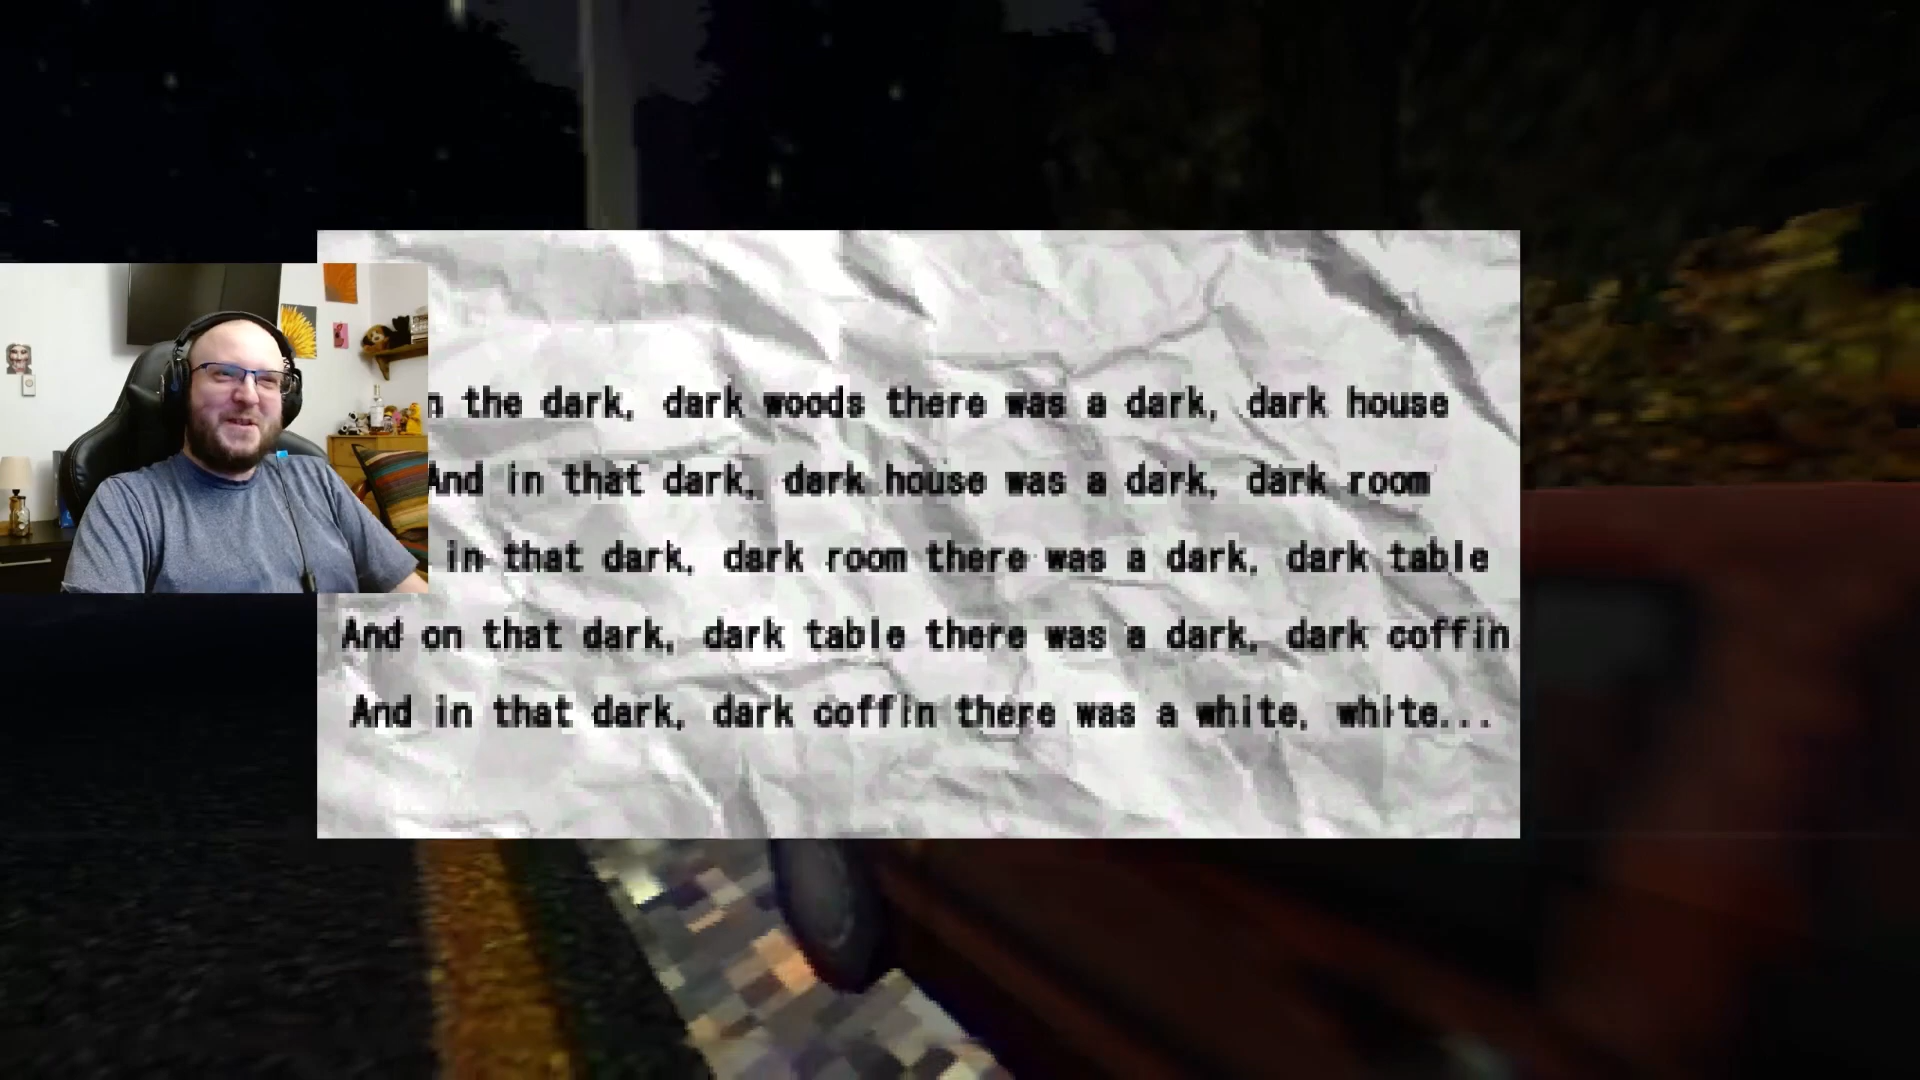 the dark, dark woods there was a dark, dark house
And in that dark, dark house was a dark, dark room
in that dark, dark room there was a dark, dark table
And on that dark, dark table there was a dark, dark coffin
And in that dark, dark coffin there was a white, white...